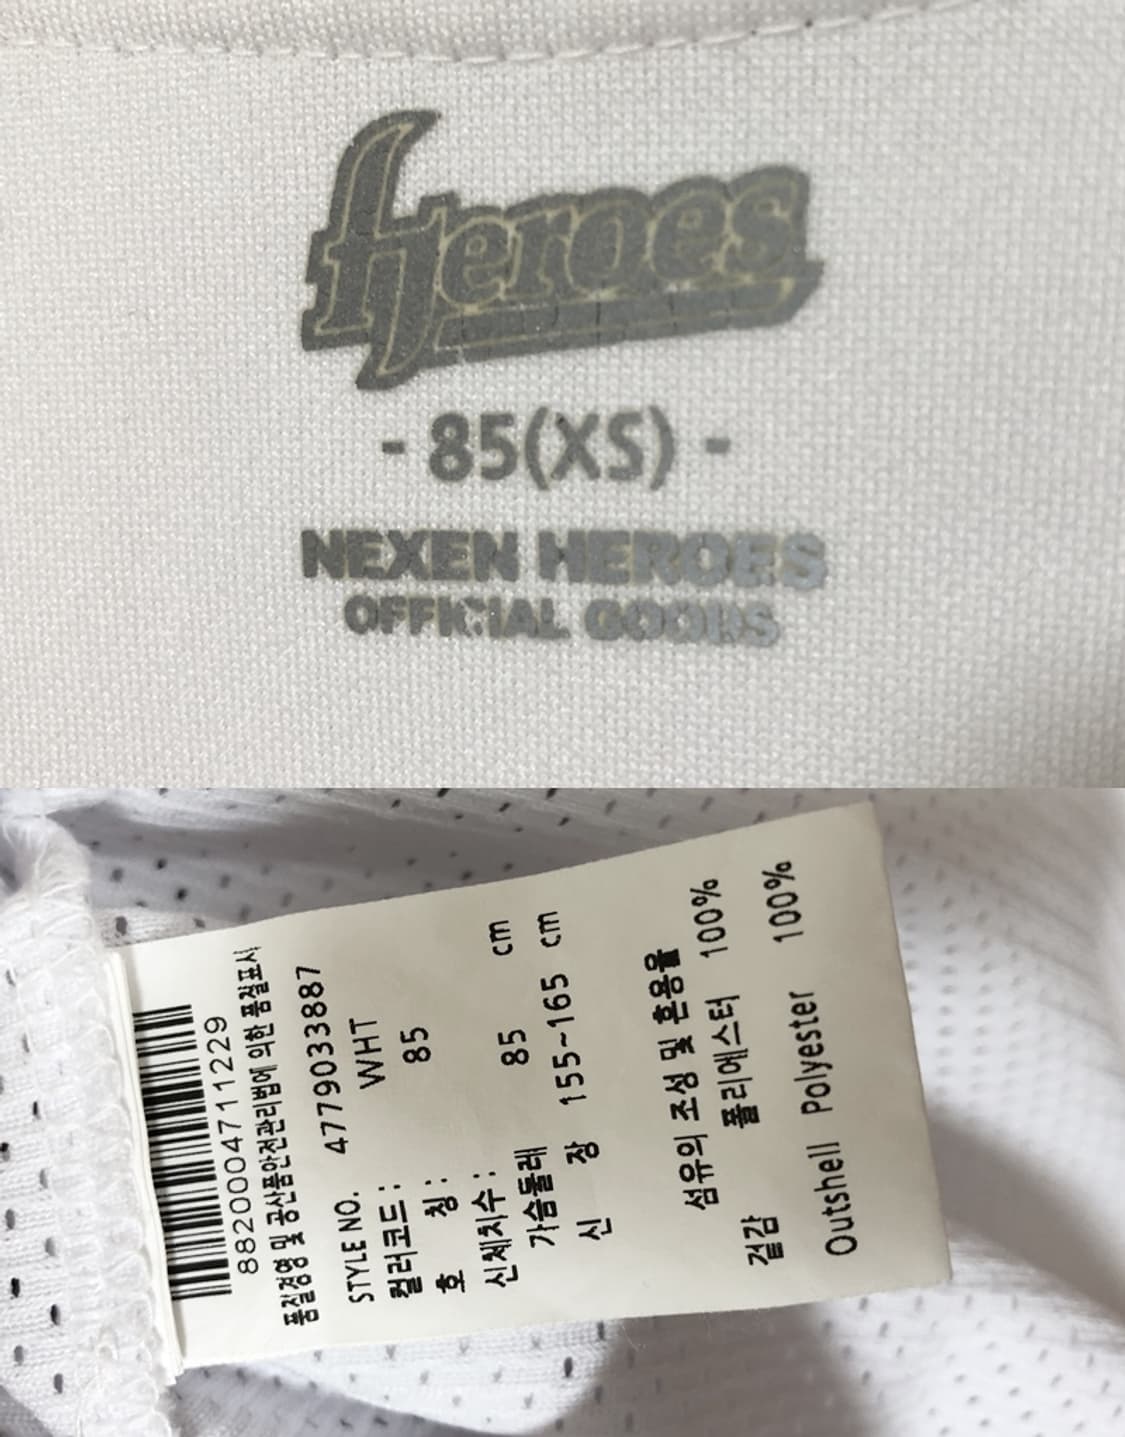 Heroes
- 85(XS) -
NEXEN HEROES
OFFICIAL GOODS
8820004711229
품질경영 및 공산품안전관리법에 의한 품질표시
STYLE NO. 4779033887
컬러코드 : WHT
호 칭 : 85
신체치수 :
가슴둘레 85 cm
신 장 155~165 cm
섬유의 조성 및 혼용율
겉감 폴리에스터 100%
Outshell Polyester 100%